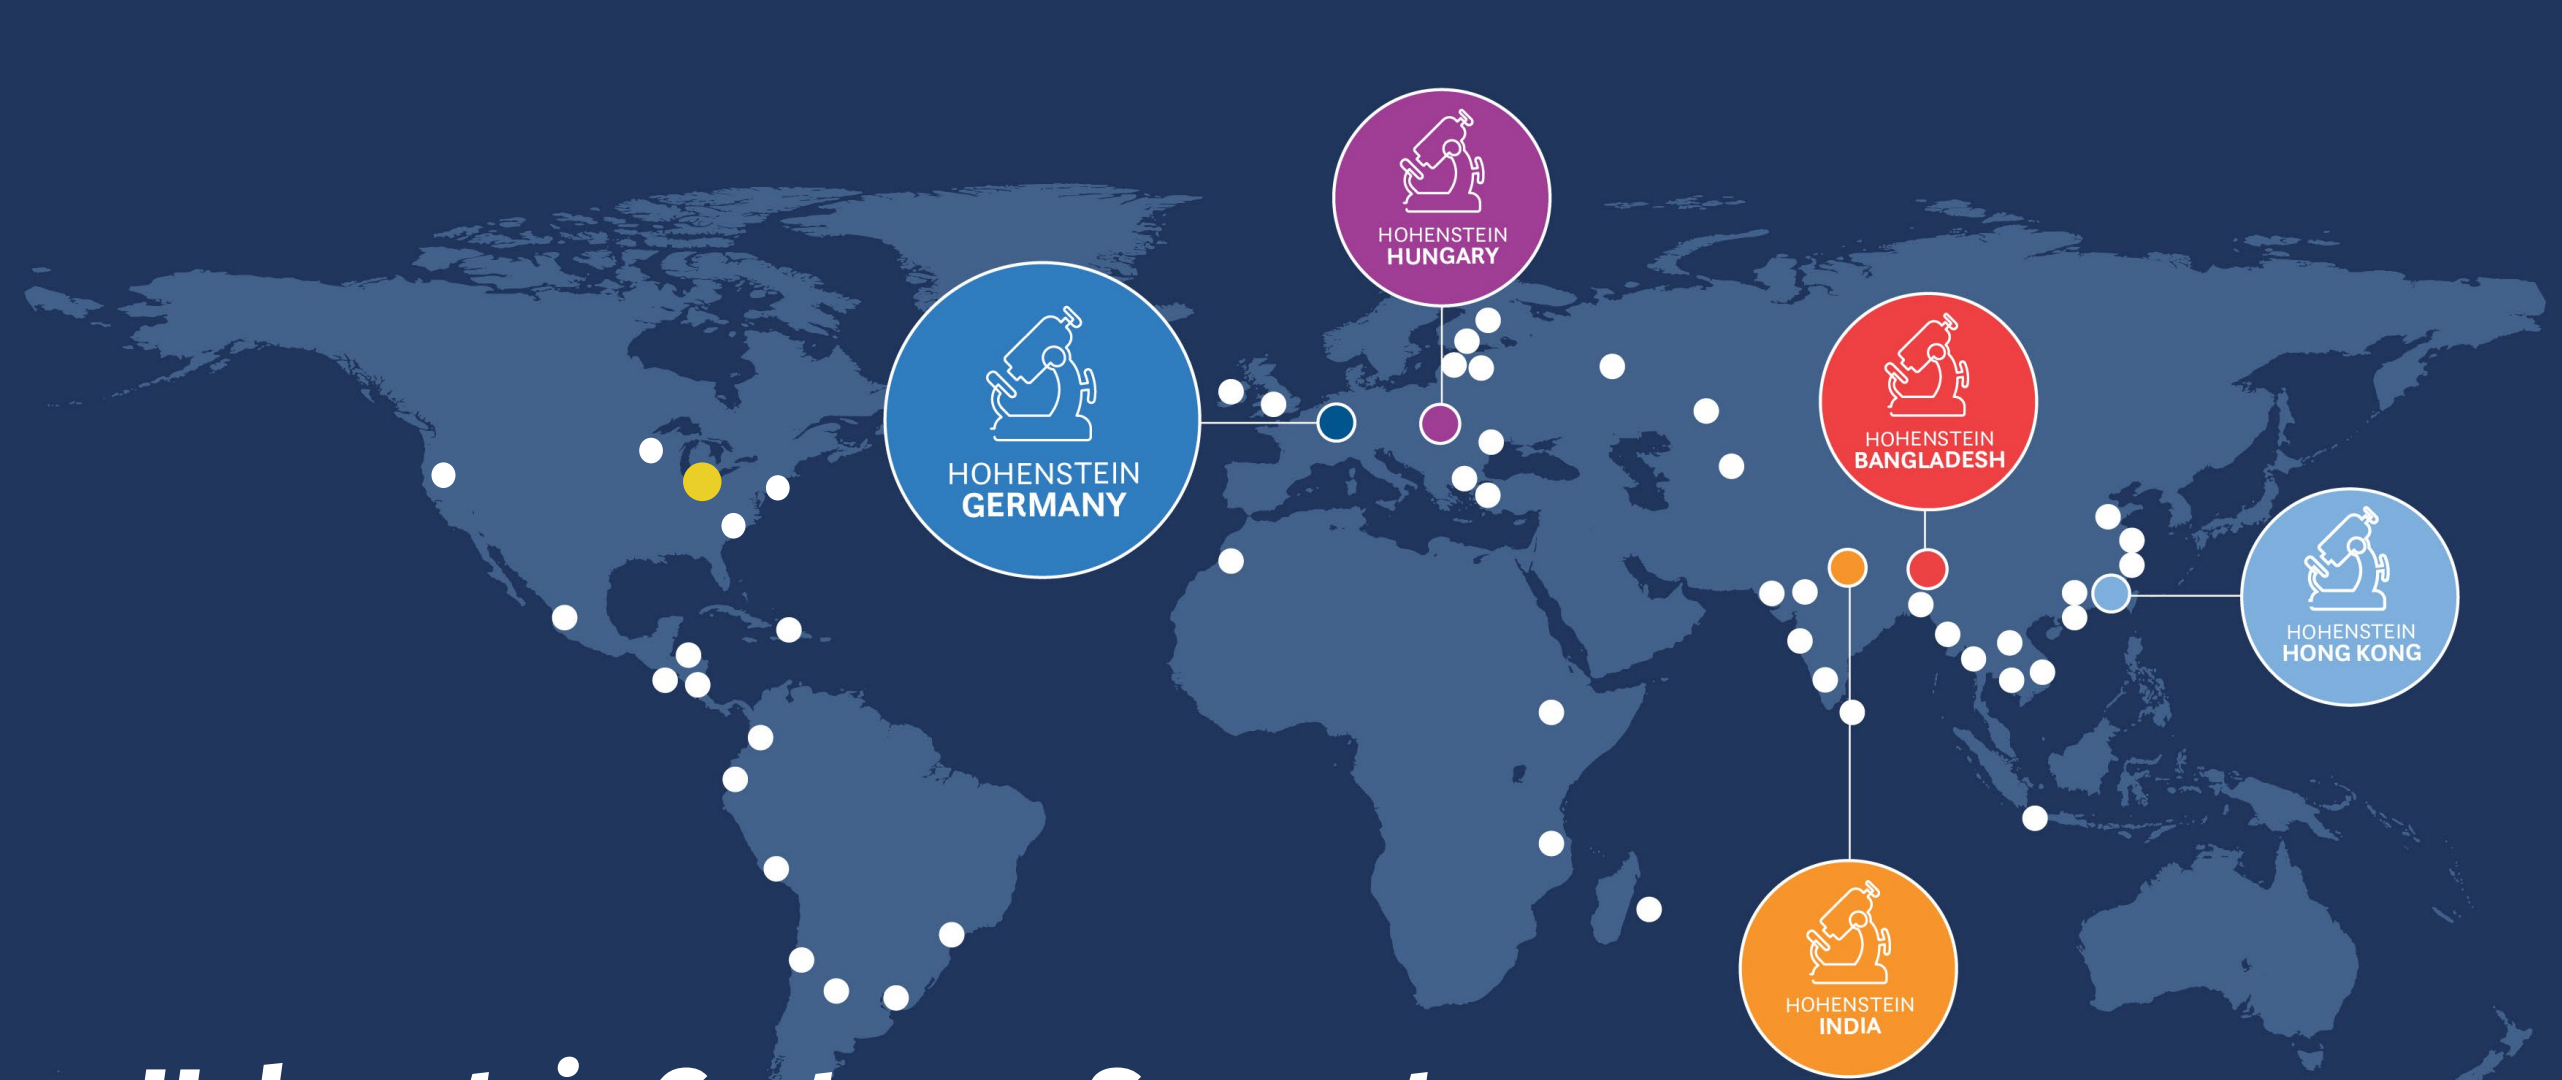 HOHENSTEIN
HUNGARY
HOHENSTEIN
GERMANY
HOHENSTEIN
BANGLADESH
HOHENSTEIN
HONG KONG
HOHENSTEIN
INDIA